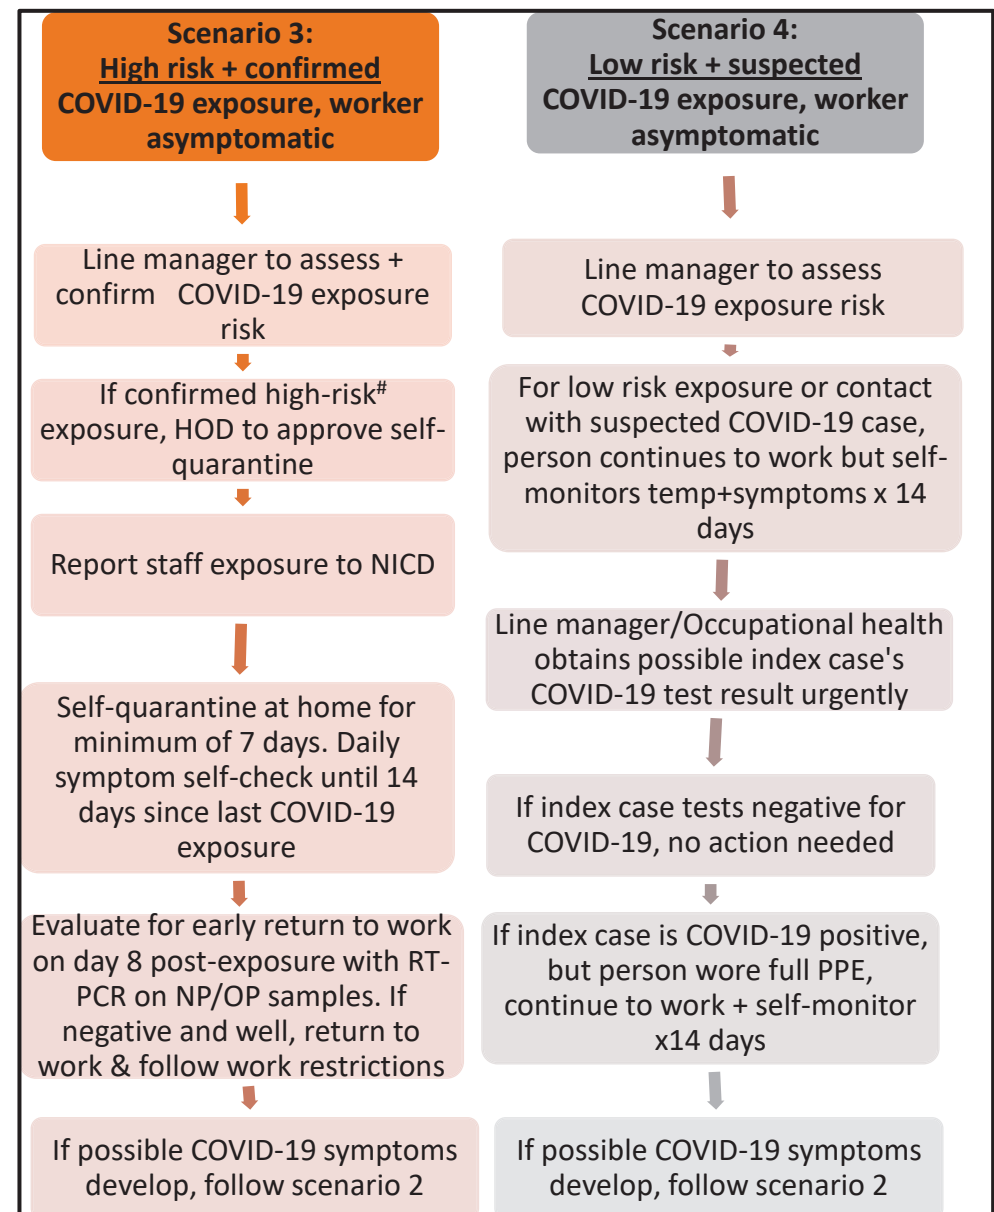 Scenario 3:
High risk + confirmed
COVID-19 exposure, worker
asymptomatic
Line manager to assess +
confirm COVID-19 exposure
risk
If confirmed high-risk#
exposure, HOD to approve self-
quarantine
Report staff exposure to NICD
Self-quarantine at home for
minimum of 7 days. Daily
symptom self-check until 14
days since last COVID-19
exposure
Evaluate for early return to work
on day 8 post-exposure with RT-
PCR on NP/OP samples. If
negative and well, return to
work & follow work restrictions
If possible COVID-19 symptoms
develop, follow scenario 2
Scenario 4:
Low risk + suspected
COVID-19 exposure, worker
asymptomatic
Line manager to assess
COVID-19 exposure risk
For low risk exposure or contact
with suspected COVID-19 case,
person continues to work but self-
monitors temp+symptoms x 14
days
Line manager/Occupational health
obtains possible index case's
COVID-19 test result urgently
If index case tests negative for
COVID-19, no action needed
If index case is COVID-19 positive,
but person wore full PPE,
continue to work + self-monitor
x14 days
If possible COVID-19 symptoms
develop, follow scenario 2